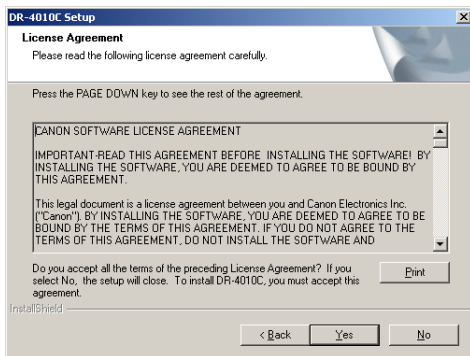 DR-4010C Setup
License Agreement
Please read the following license agreement carefully.
Press the PAGE DOWN key to see the rest of the agreement.
CANON SOFTWARE LICENSE AGREEMENT
IMPORTANT-READ THIS AGREEMENT BEFORE INSTALLING THE SOFTWARE! BY
INSTALLING THE SOFTWARE, YOU ARE DEEMED TO AGREE TO BE BOUND BY
THIS AGREEMENT.
This legal document is a license agreement between you and Canon Electronics Inc.
("Canon"). BY INSTALLING THE SOFTWARE, YOU ARE DEEMED TO AGREE TO BE
BOUND BY THE TERMS OF THIS AGREEMENT. IF YOU DO NOT AGREE TO THE
TERMS OF THIS AGREEMENT, DO NOT INSTALL THE SOFTWARE AND
Do you accept all the terms of the preceding License Agreement? If you
select No, the setup will close. To install DR-4010C, you must accept this
agreement.
Print
InstallShield
< Back
Yes
No